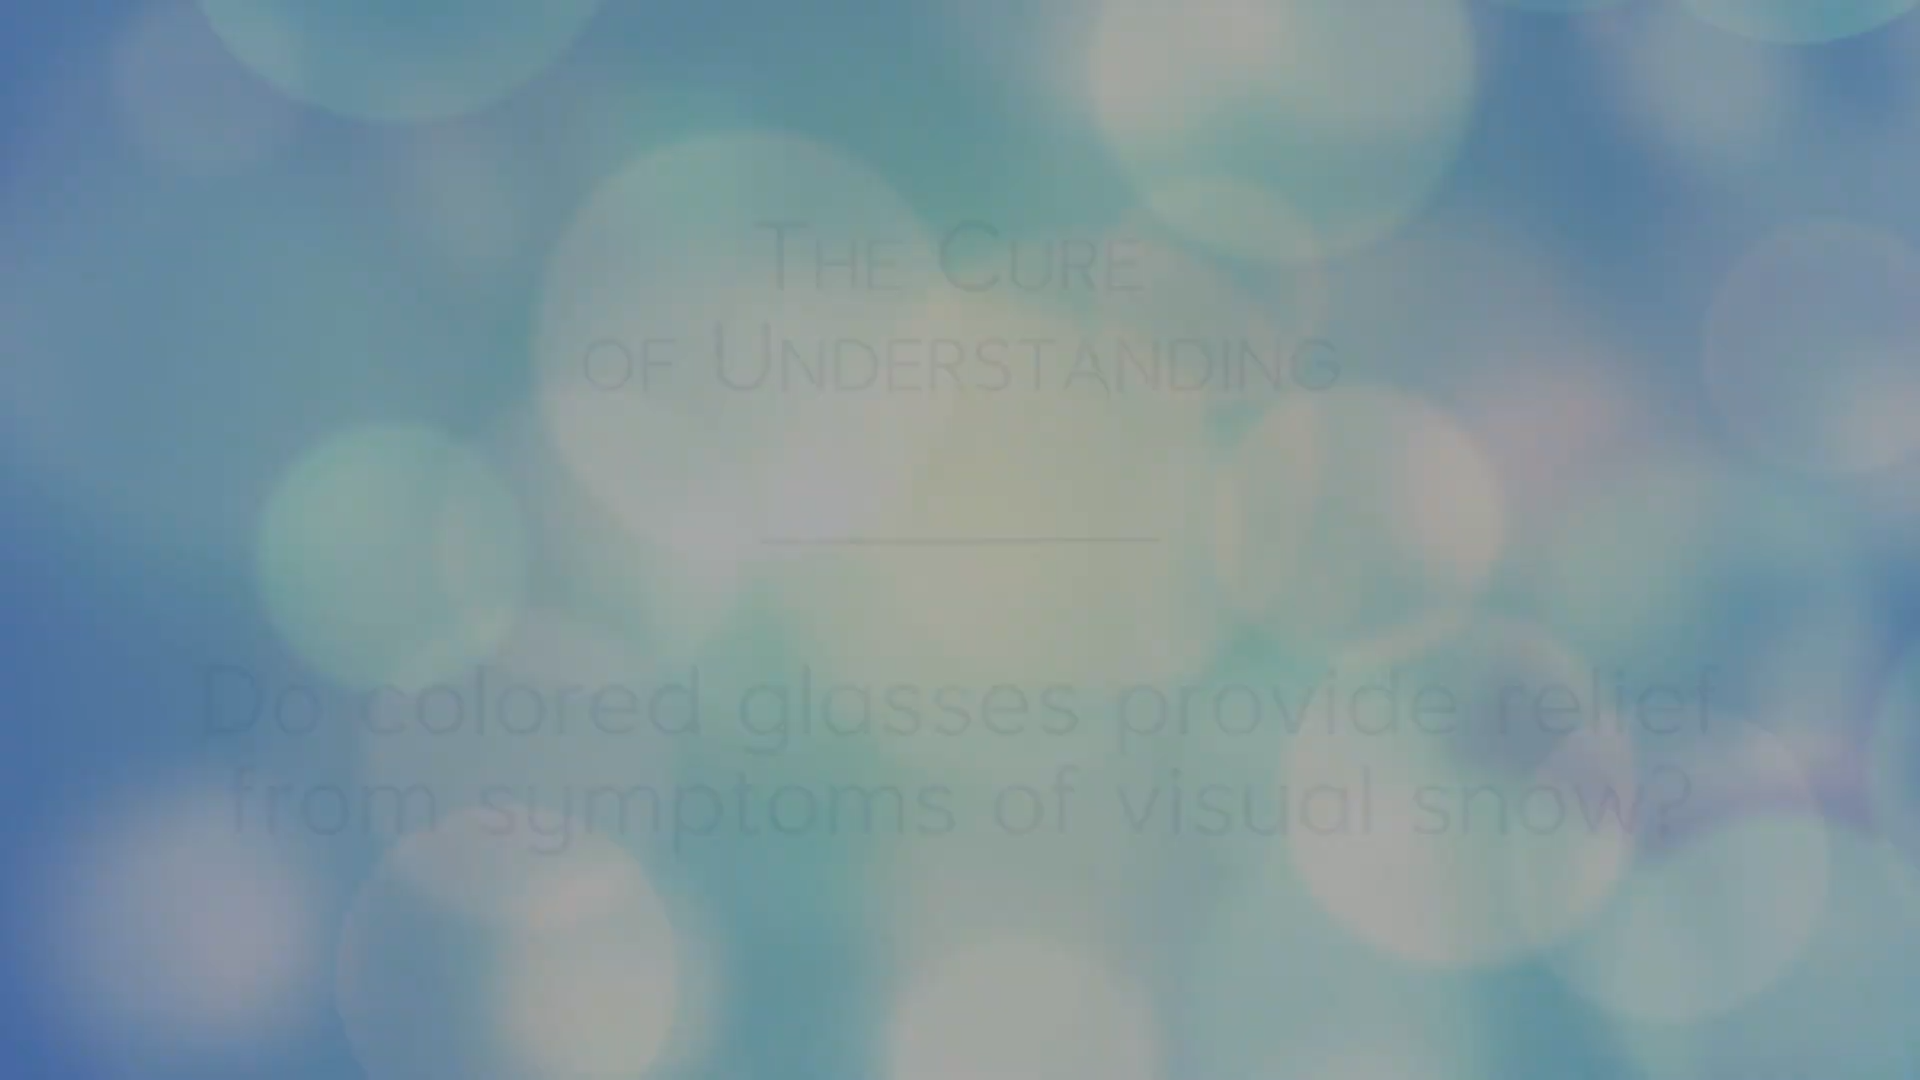 The Cure
of Understanding
Do colored glasses provide relief
from symptoms of visual snow?